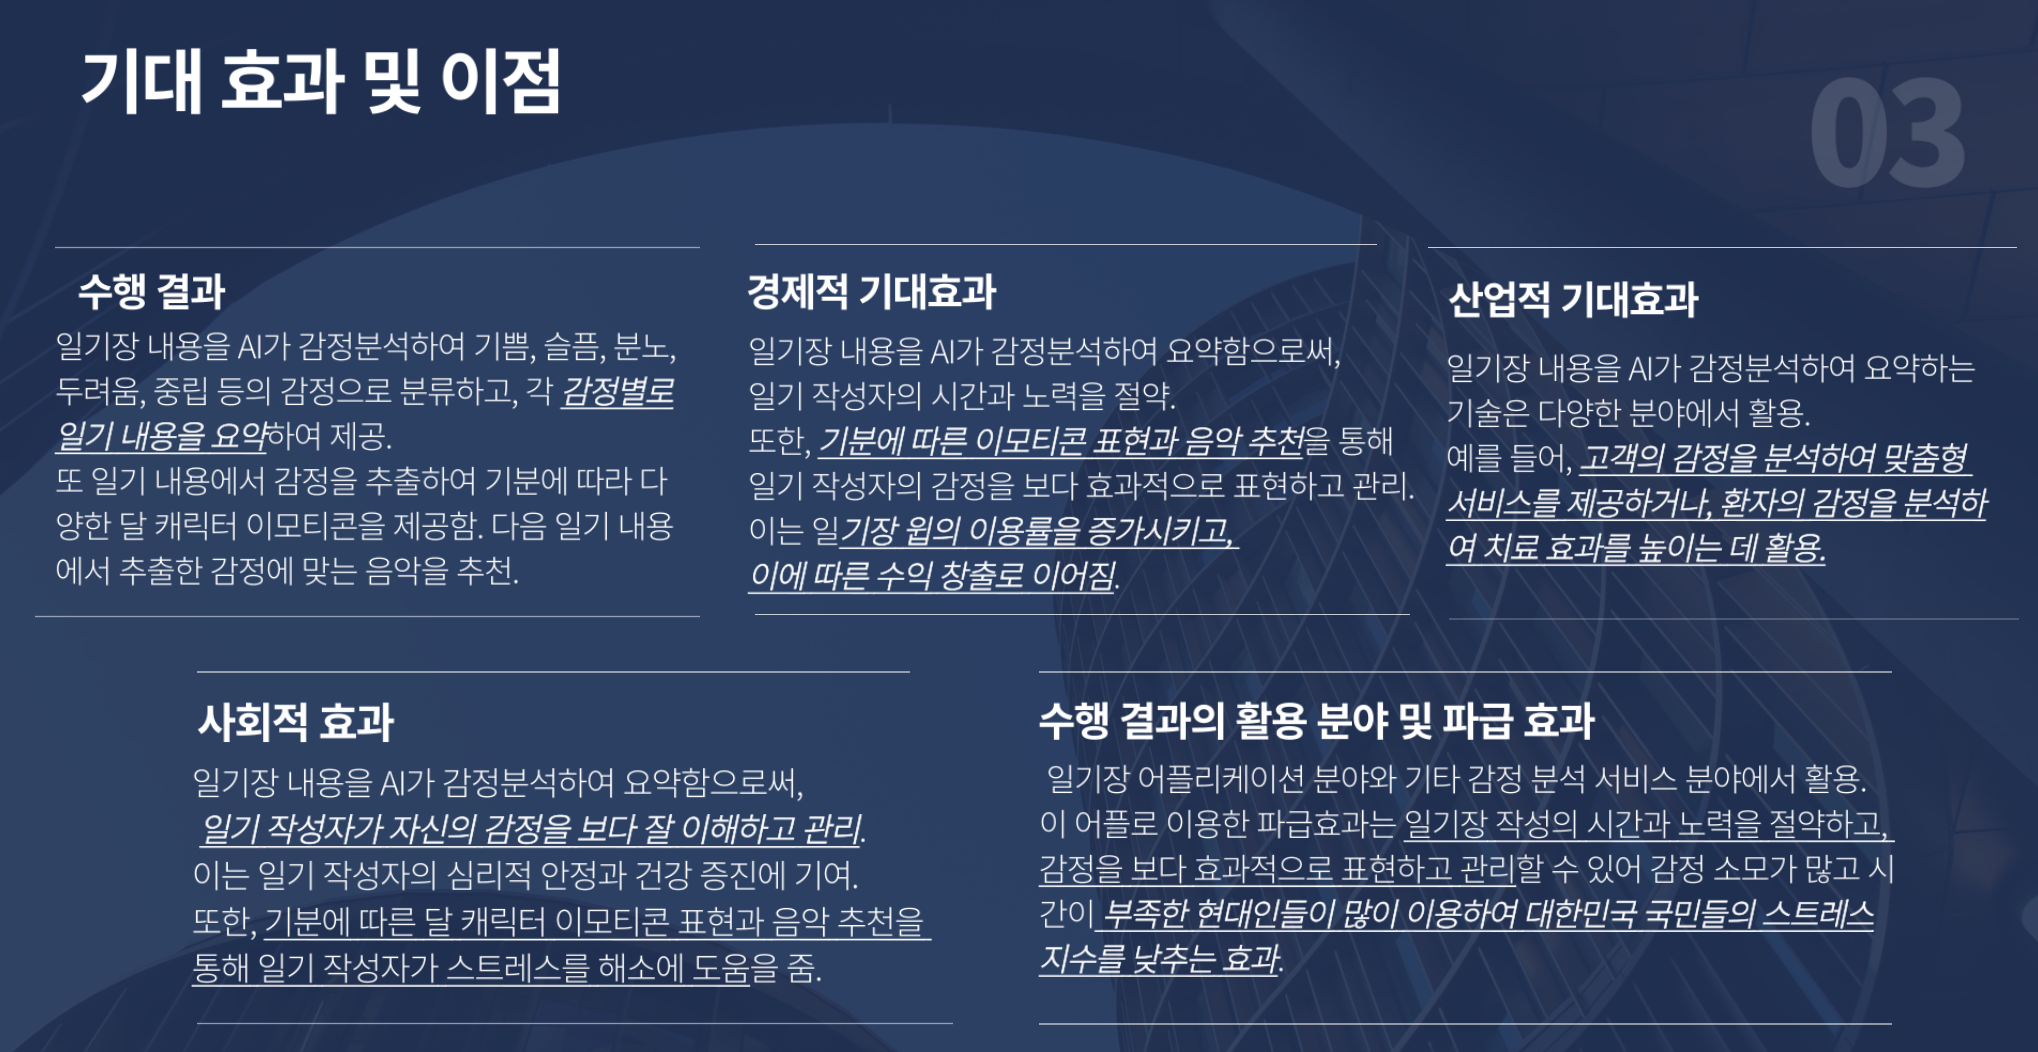 기대 효과 및 이점
03
수행 결과
일기장 내용을 AI가 감정분석하여 기쁨, 슬픔, 분노,
두려움, 중립 등의 감정으로 분류하고, 각 감정별로
일기 내용을 요약하여 제공.
또 일기 내용에서 감정을 추출하여 기분에 따라 다
양한 달 캐릭터 이모티콘을 제공함. 다음 일기 내용
에서 추출한 감정에 맞는 음악을 추천.
경제적 기대효과
일기장 내용을 AI가 감정분석하여 요약함으로써,
일기 작성자의 시간과 노력을 절약.
또한, 기분에 따른 이모티콘 표현과 음악 추천을 통해
일기 작성자의 감정을 보다 효과적으로 표현하고 관리.
이는 일기장 웹의 이용률을 증가시키고,
이에 따른 수익 창출로 이어짐.
산업적 기대효과
일기장 내용을 AI가 감정분석하여 요약하는
기술은 다양한 분야에서 활용.
예를 들어, 고객의 감정을 분석하여 맞춤형
서비스를 제공하거나, 환자의 감정을 분석하
여 치료 효과를 높이는 데 활용.
사회적 효과
일기장 내용을 AI가 감정분석하여 요약함으로써,
일기 작성자가 자신의 감정을 보다 잘 이해하고 관리.
이는 일기 작성자의 심리적 안정과 건강 증진에 기여.
또한, 기분에 따른 달 캐릭터 이모티콘 표현과 음악 추천을
통해 일기 작성자가 스트레스를 해소에 도움을 줌.
수행 결과의 활용 분야 및 파급 효과
일기장 어플리케이션 분야와 기타 감정 분석 서비스 분야에서 활용.
이 어플로 이용한 파급효과는 일기장 작성의 시간과 노력을 절약하고,
감정을 보다 효과적으로 표현하고 관리할 수 있어 감정 소모가 많고 시
간이 부족한 현대인들이 많이 이용하여 대한민국 국민들의 스트레스
지수를 낮추는 효과.